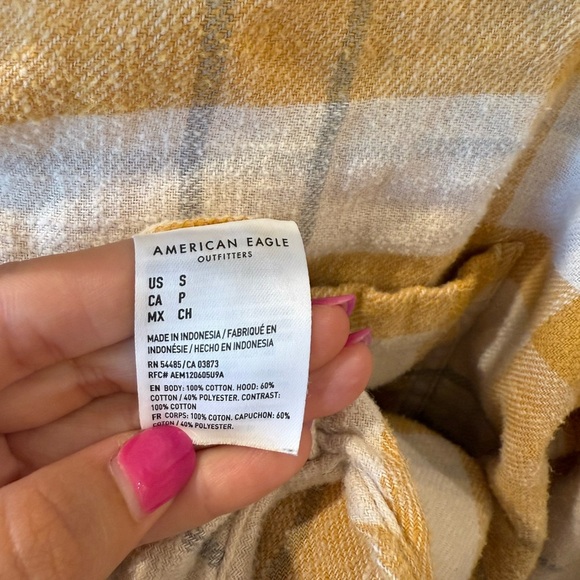 AMERICAN EAGLE
OUTFITTERS
US S
CA P
MX CH
MADE IN INDONESIA / FABRIQUÉ EN
INDONÉSIE / HECHO EN INDONESIA
RN 54485/CA 03873
RFC# AEM120605U9A
EN BODY: 100% COTTON. HOOD: 60%
COTTON / 40% POLYESTER. CONTRAST:
100% COTTON
FR CORPS: 100% COTON. CAPUCHON: 60%
COTON / 40% POLYESTER.